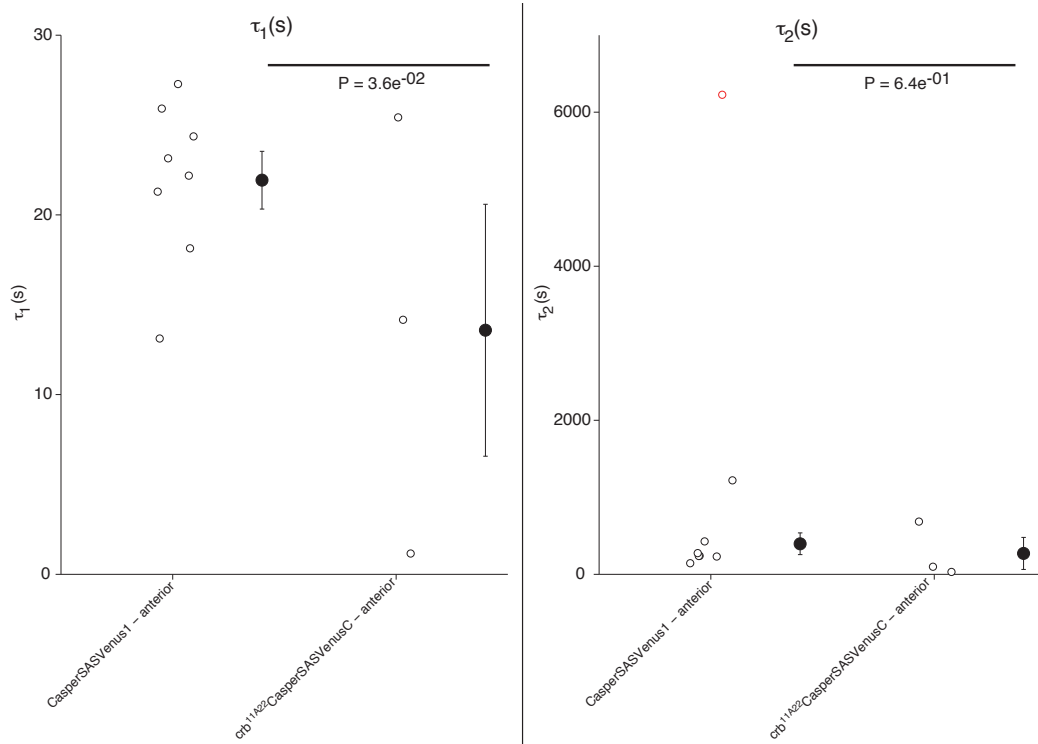 τ1(s)
30
20
10
0
τ1(s)
P = 3.6e-02
CasperSASVenus1 – anterior
crb11A22CasperSASVenusC – anterior
τ2(s)
6000
4000
2000
0
τ2(s)
P = 6.4e-01
CasperSASVenus1 – anterior
crb11A22CasperSASVenusC – anterior